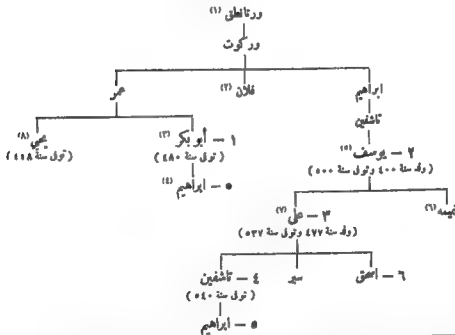 ورتانطق (١)
وركوت
ابراهيم
فلان (٢)
عمر
تاشفين
٢ – يوسف (٥)
(ولد سنة ٤٠٠ وتوفى سنة ٥٠٠)
١ – أبو بكر (٣)
(توفى سنة ٤٨٠)
٥ – ابراهيم (٤)
يحيى (٨)
(توفى سنة ٤٤٨)
(٦)
٣ – على (٧)
(ولد سنة ٤٧٧ وتوفى سنة ٥٣٧)
٦ – اسحق
سير
٤ – تاشفين
(توفى سنة ٥٤٠)
٥ – ابراهيم